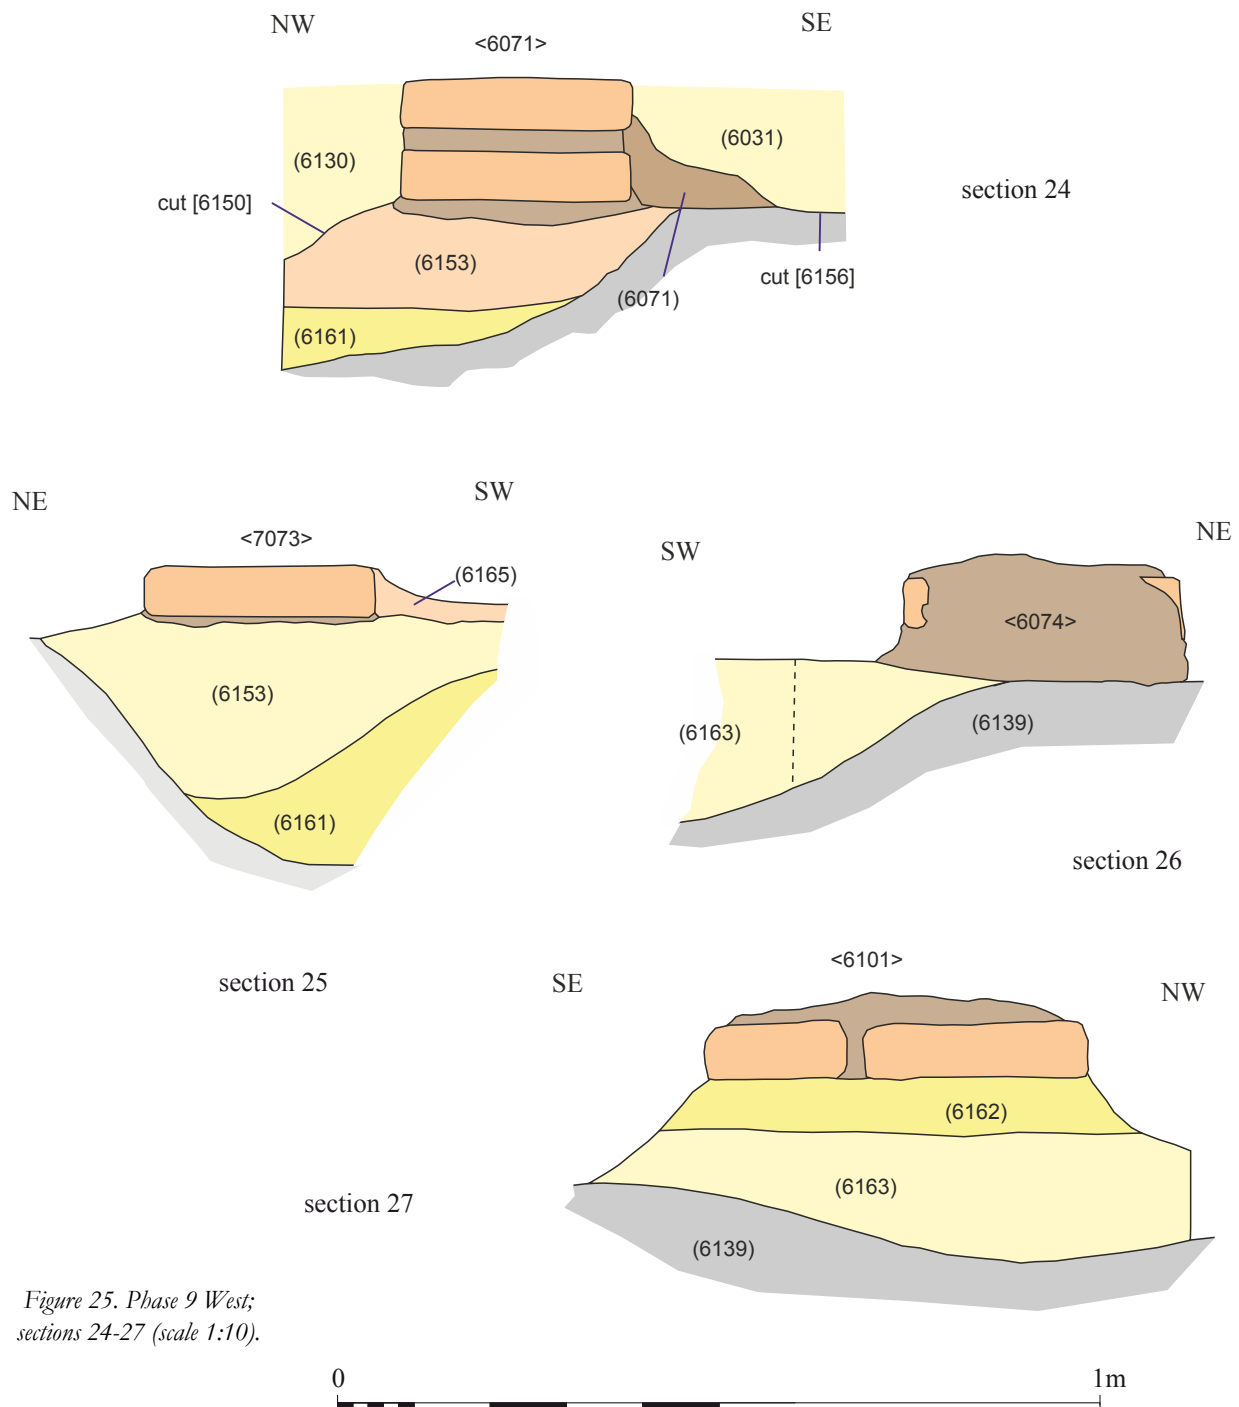 NW
SE
<6071>
(6130)
(6031)
cut [6150]
section 24
(6153)
(6071)
cut [6156]
(6161)
NE
SW
<7073>
(6165)
(6153)
(6161)
section 25
SW
NE
<6074>
(6163)
(6139)
section 26
<6101>
SE
NW
(6162)
(6163)
(6139)
section 27
Figure 25. Phase 9 West;
sections 24-27 (scale 1:10).
0
1m